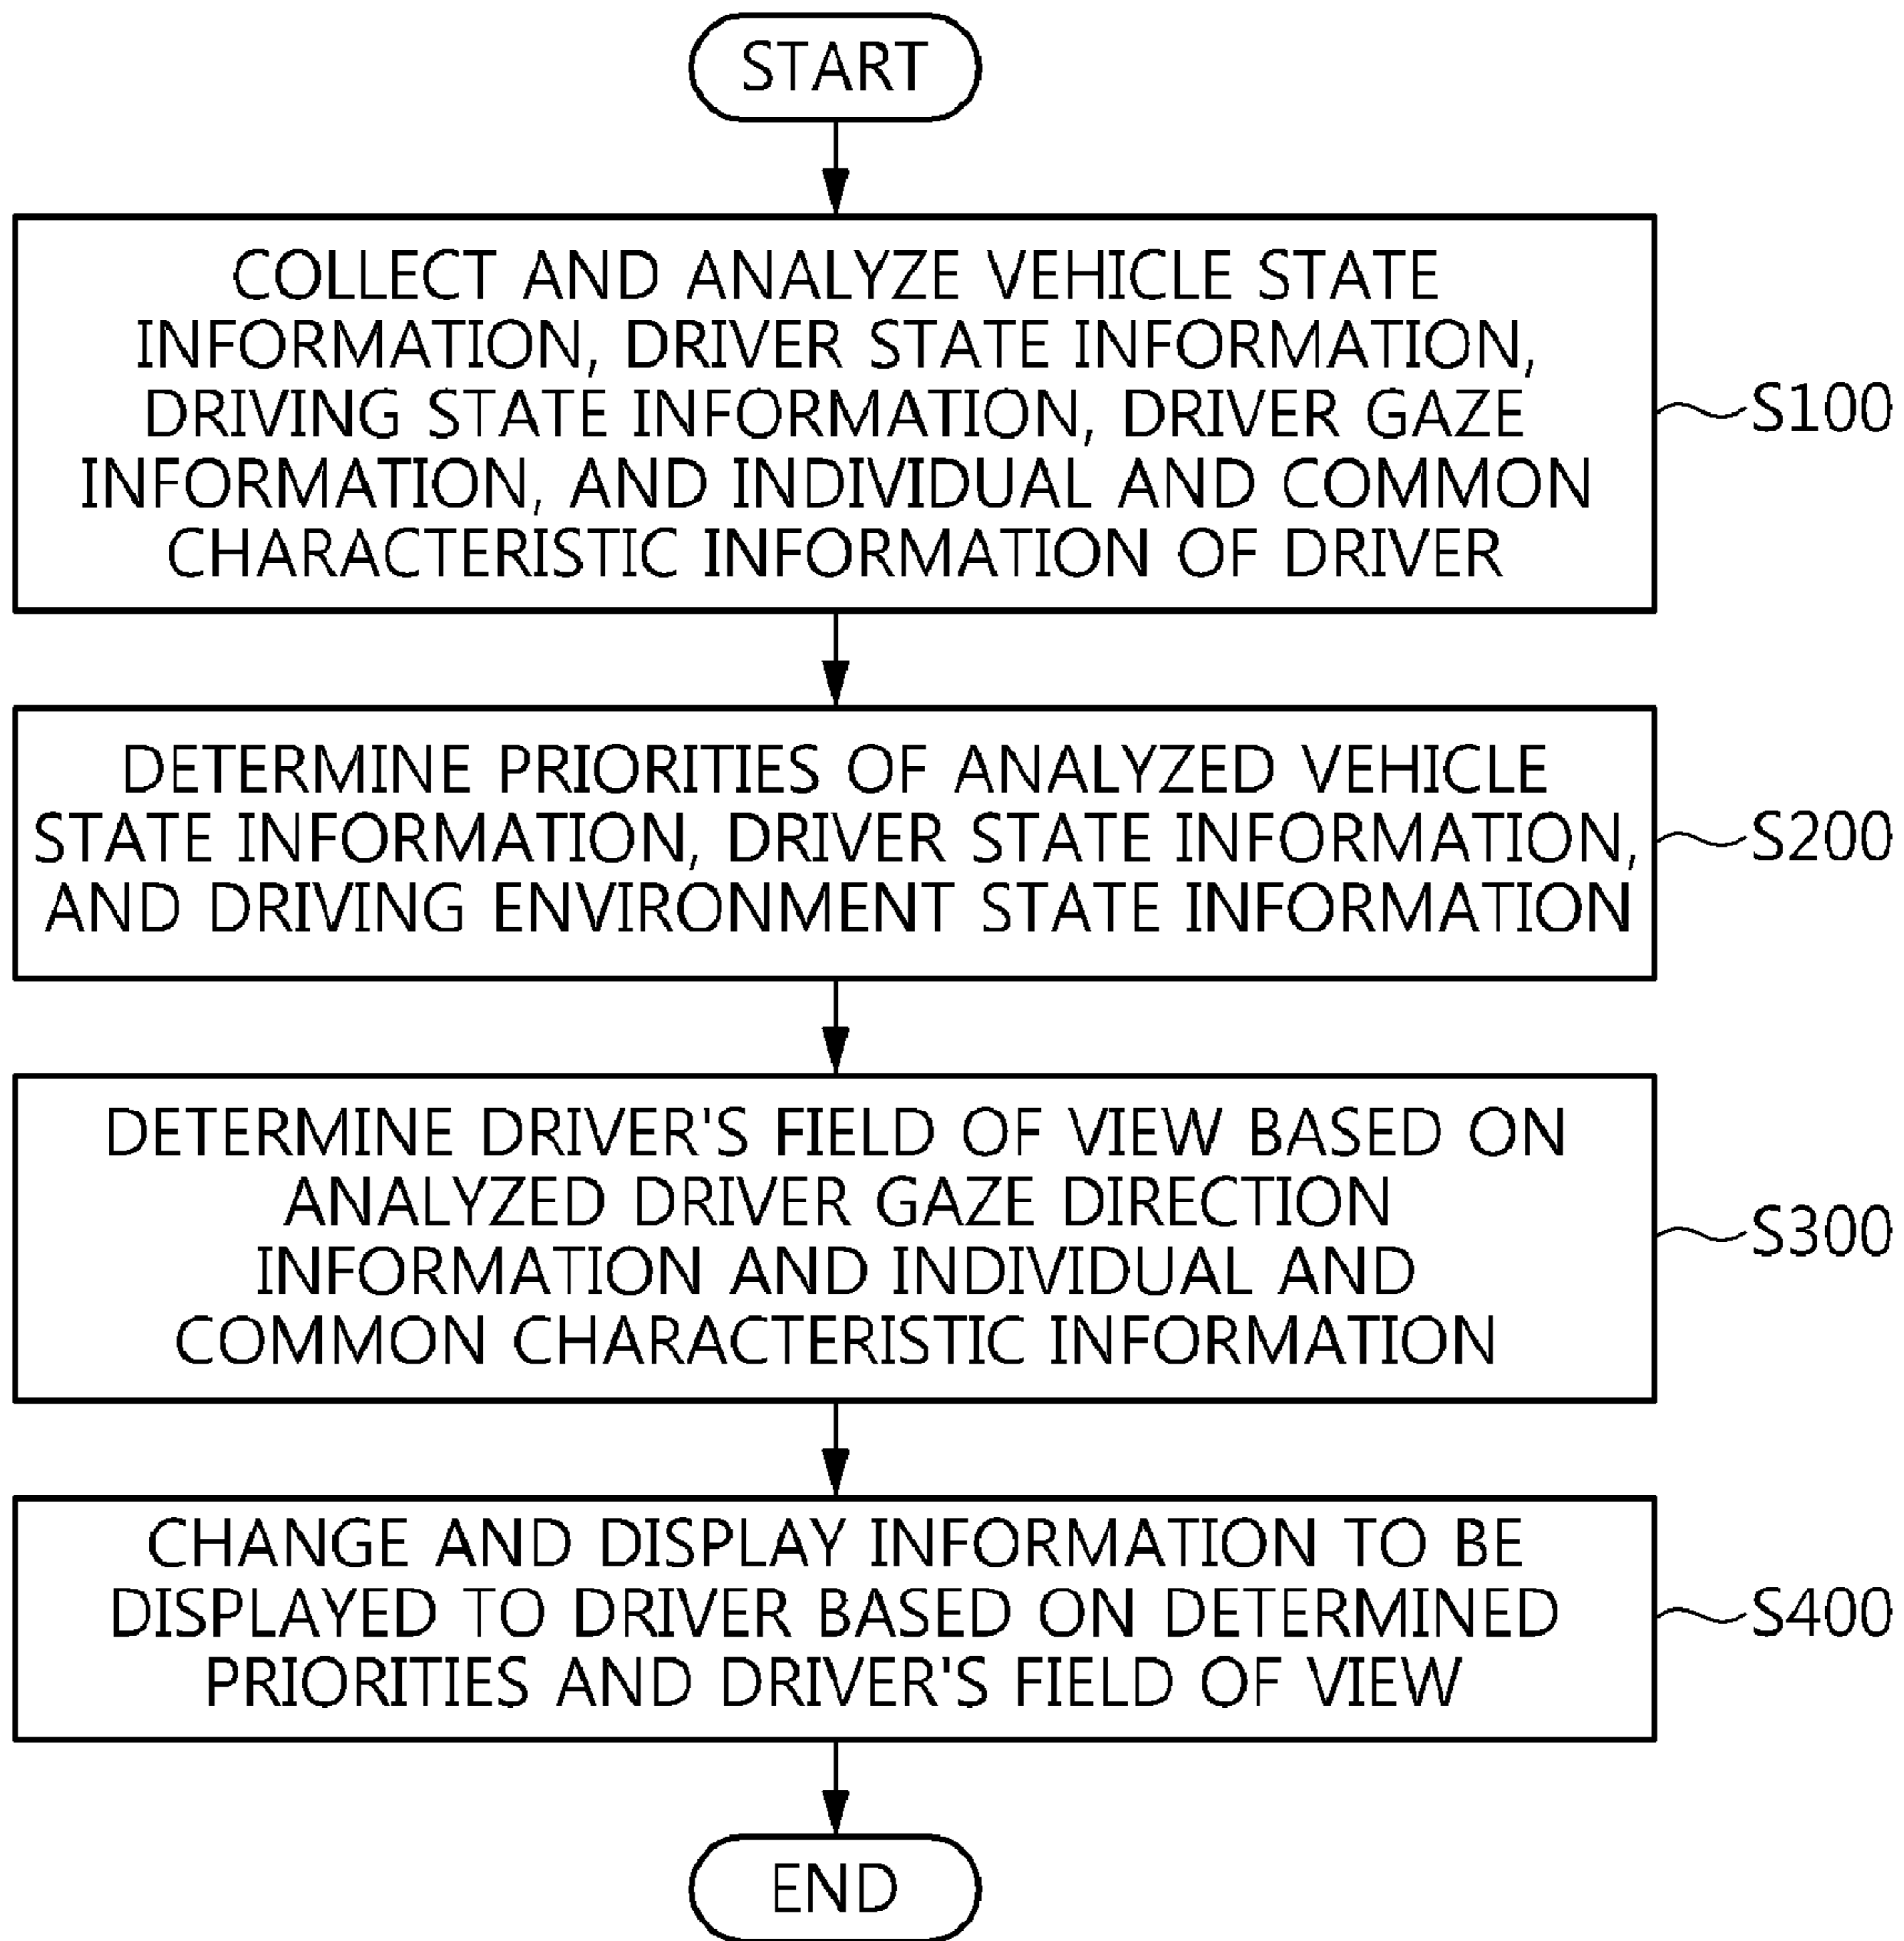 START
COLLECT AND ANALYZE VEHICLE STATE
INFORMATION, DRIVER STATE INFORMATION,
DRIVING STATE INFORMATION, DRIVER GAZE
INFORMATION, AND INDIVIDUAL AND COMMON
CHARACTERISTIC INFORMATION OF DRIVER
S100
DETERMINE PRIORITIES OF ANALYZED VEHICLE
STATE INFORMATION, DRIVER STATE INFORMATION,
AND DRIVING ENVIRONMENT STATE INFORMATION
S200
DETERMINE DRIVER'S FIELD OF VIEW BASED ON
ANALYZED DRIVER GAZE DIRECTION
INFORMATION AND INDIVIDUAL AND
COMMON CHARACTERISTIC INFORMATION
S300
CHANGE AND DISPLAY INFORMATION TO BE
DISPLAYED TO DRIVER BASED ON DETERMINED
PRIORITIES AND DRIVER'S FIELD OF VIEW
S400
END